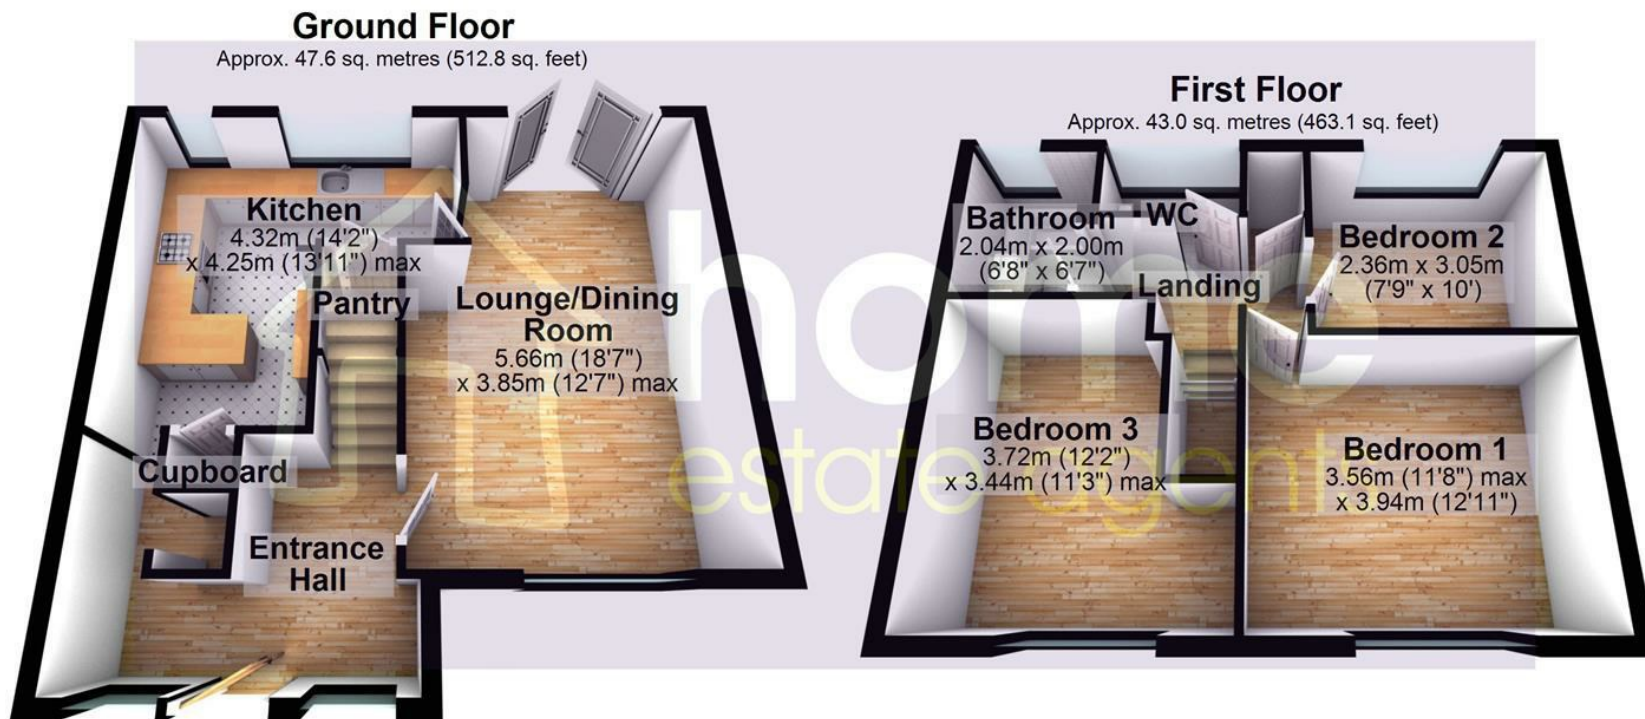 Ground Floor
Approx. 47.6 sq. metres (512.8 sq. feet)
Kitchen
4.32m (14'2")
x 4.25m (13'11") max
Pantry
Lounge/Dining
Room
5.66m (18'7")
x 3.85m (12'7") max
Cupboard
Entrance
Hall
First Floor
Approx. 43.0 sq. metres (463.1 sq. feet)
Bathroom
2.04m x 2.00m
(6'8" x 6'7")
WC
Landing
Bedroom 2
2.36m x 3.05m
(7'9" x 10')
Bedroom 3
3.72m (12'2")
x 3.44m (11'3") max
Bedroom 1
3.56m (11'8") max
x 3.94m (12'11")
home
estate agents